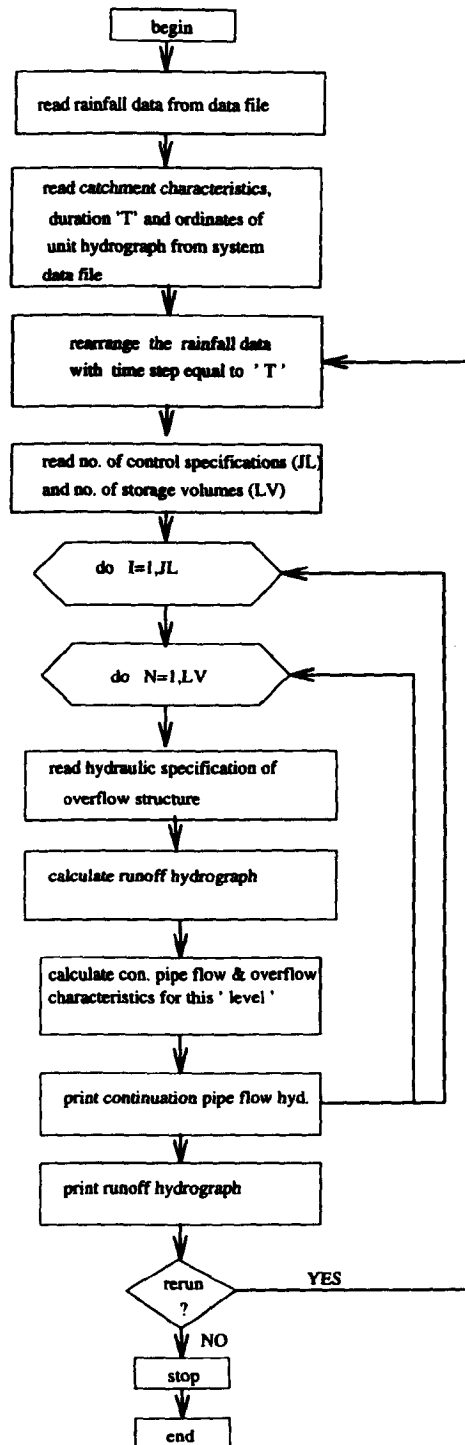 begin
read rainfall data from data file
read catchment characteristics,
duration 'T' and ordinates of
unit hydrograph from system
data file
rearrange the rainfall data
with time step equal to ' T '
read no. of control specifications (JL)
and no. of storage volumes (LV)
do I=1,JL
do N=1,LV
read hydraulic specification of
overflow structure
calculate runoff hydrograph
calculate con. pipe flow & overflow
characteristics for this ' level '
print continuation pipe flow hyd.
print runoff hydrograph
rerun
?
YES
NO
stop
end